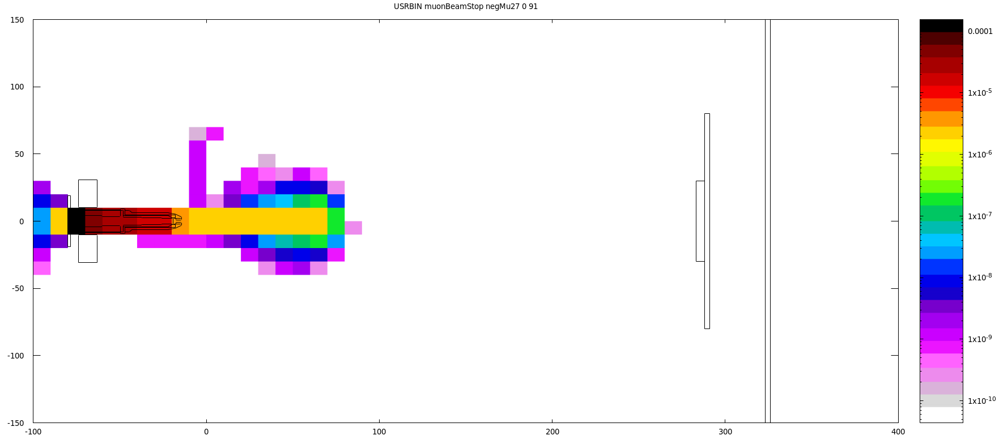 USRBIN muonBeamStop negMu27 0 91
150
100
50
0
-50
-100
-150
-100 0 100 200 300 400
0.0001
1x10-5
1x10-6
1x10-7
1x10-8
1x10-9
1x10-10